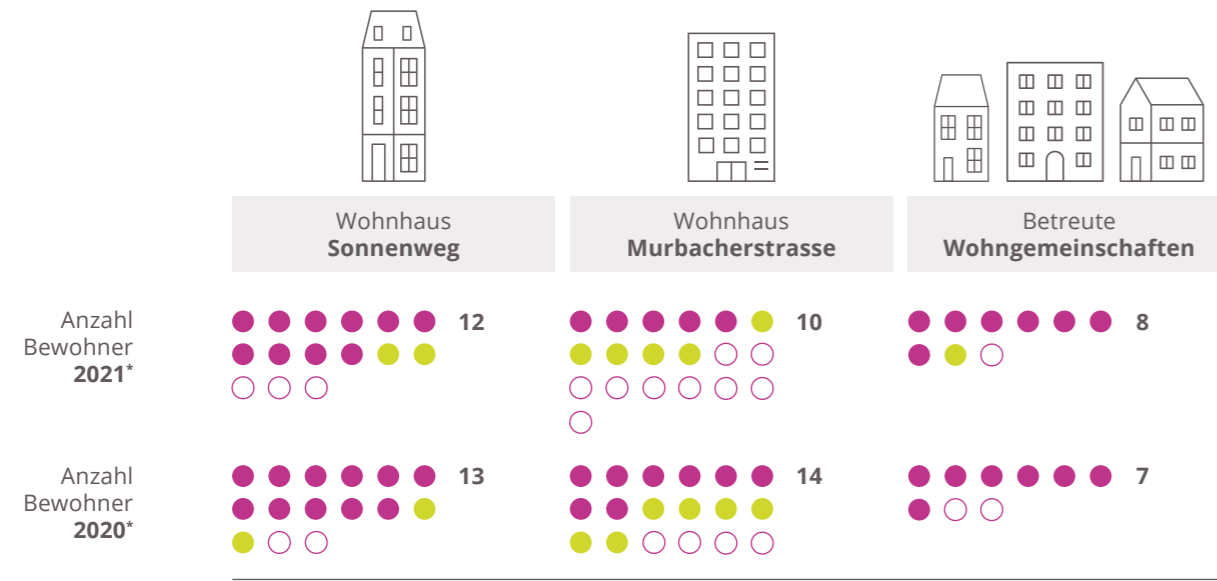 Wohnhaus
Sonnenweg
Wohnhaus
Murbacherstrasse
Betreute
Wohngemeinschaften
Anzahl
Bewohner
2021*
12
10
8
Anzahl
Bewohner
2020*
13
14
7